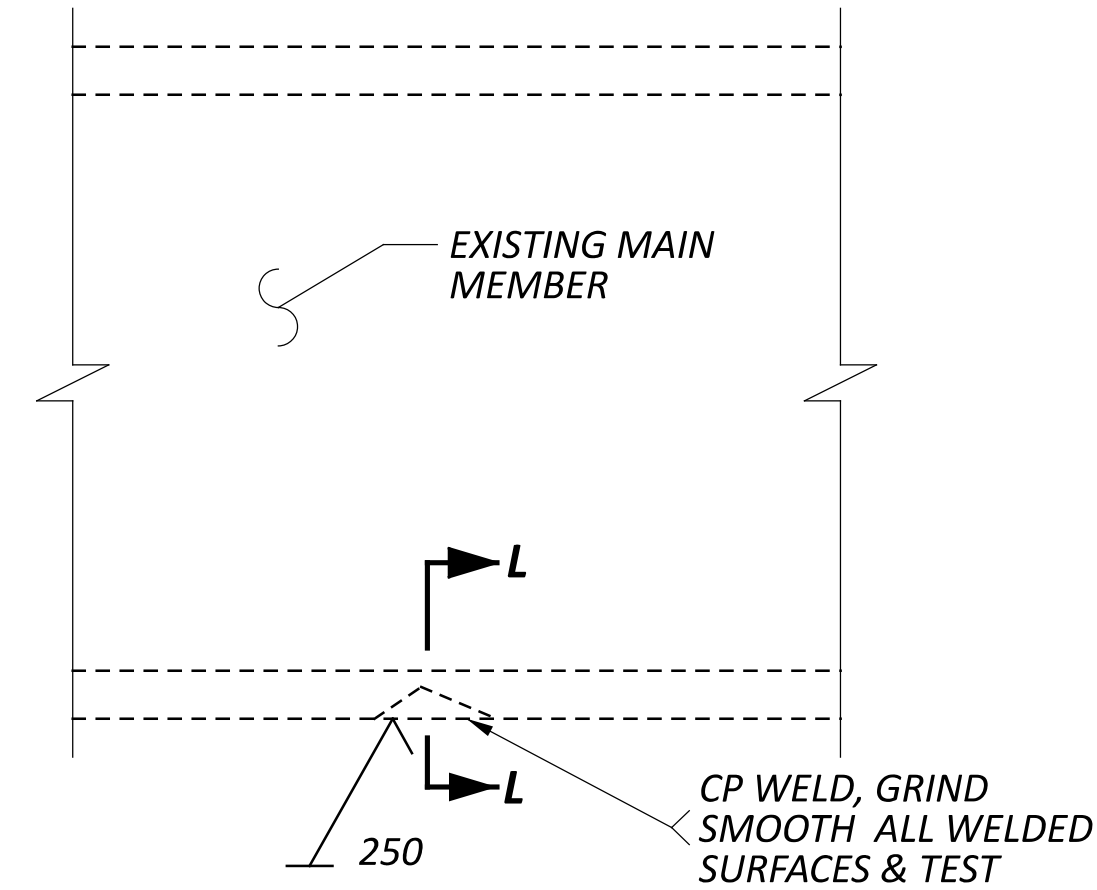 EXISTING MAIN
MEMBER
L
L
250
CP WELD, GRIND
SMOOTH ALL WELDED
SURFACES & TEST